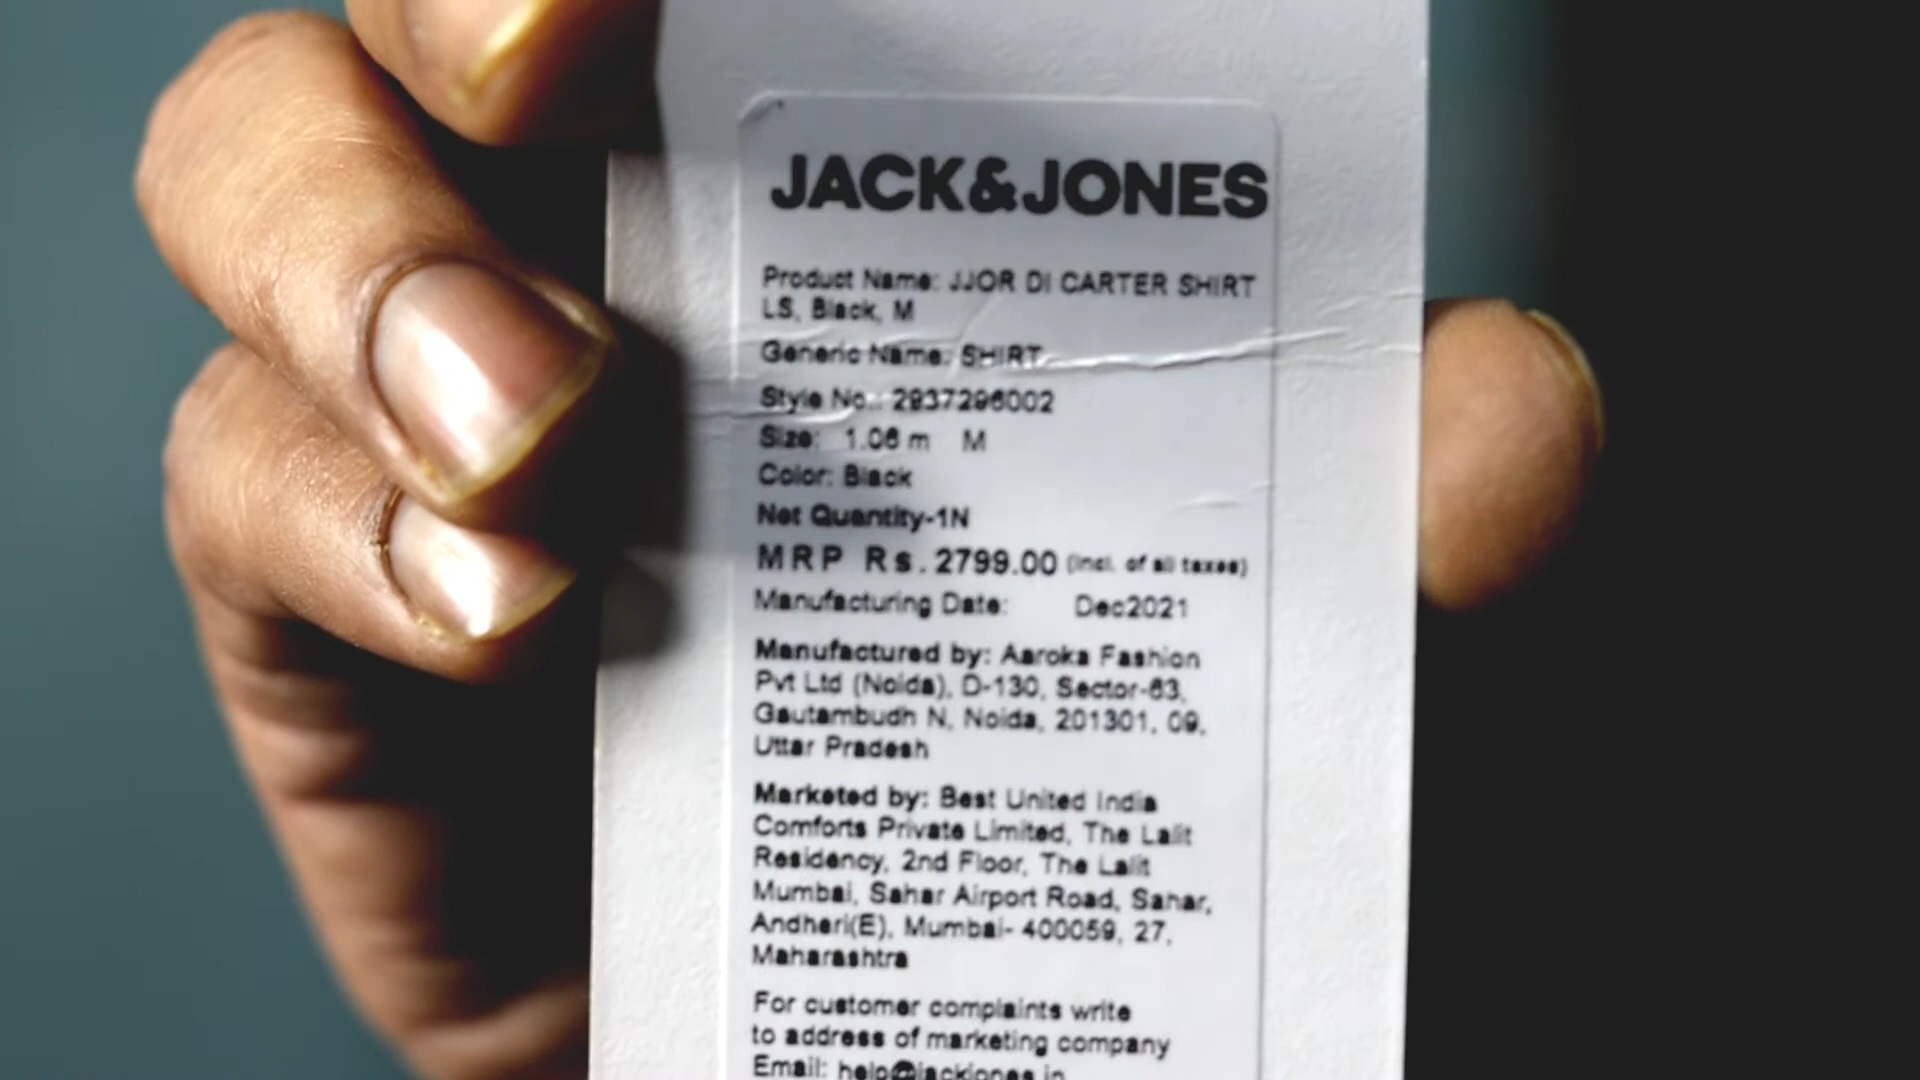 JACK&JONES
Product Name: JJOR DI CARTER SHIRT
LS, Black, M
Generic Name: SHIRT
Style No.: 2937296002
Size: 1.06 m M
Color: Black
Net Quantity-1N
MRP Rs.2799.00 (incl. of all taxes)
Manufacturing Date: Dec2021
Manufactured by: Aaroka Fashion
Pvt Ltd (Noida), D-130, Sector-63,
Gautambudh N, Noida, 201301, 09,
Uttar Pradesh
Marketed by: Best United India
Comforts Private Limited, The Lalit
Residency, 2nd Floor, The Lalit
Mumbai, Sahar Airport Road, Sahar,
Andheri(E), Mumbai- 400059, 27,
Maharashtra
For customer complaints write
to address of marketing company
Email: help@jackjones.in